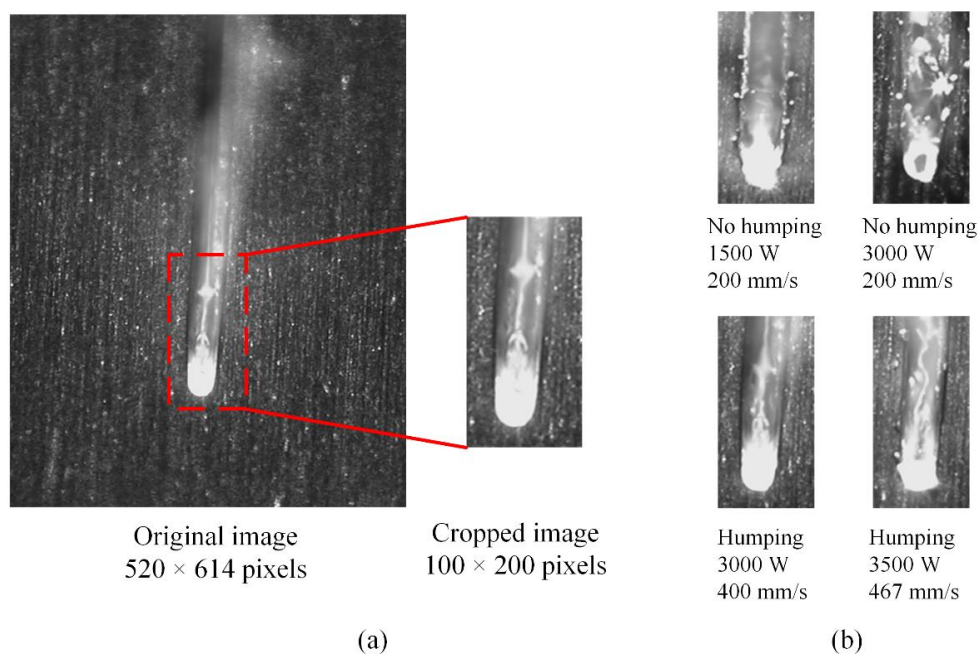 No humping
1500 W
200 mm/s
No humping
3000 W
200 mm/s
Original image
520 × 614 pixels
Cropped image
100 × 200 pixels
Humping
3000 W
400 mm/s
Humping
3500 W
467 mm/s
(a)
(b)